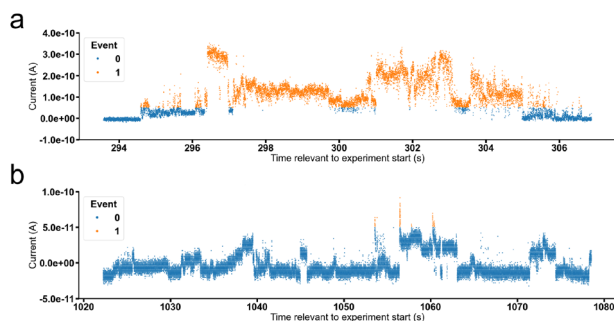 a
4.0e-10
3.0e-10
2.0e-10
1.0e-10
0.0e+00
-1.0e-10
Current (A)
Event
0
1
294
296
298
300
302
304
306
Time relevant to experiment start (s)
b
1.0e-10
5.0e-11
0.0e+00
-5.0e-11
Current (A)
Event
0
1
1020
1030
1040
1050
1060
1070
1080
Time relevant to experiment start (s)